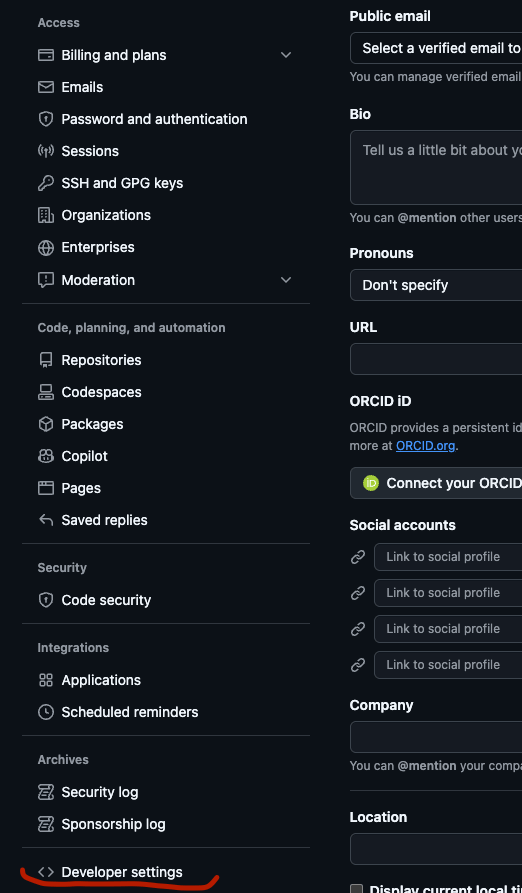 Access
Billing and plans
Emails
Password and authentication
Sessions
SSH and GPG keys
Organizations
Enterprises
Moderation
Code, planning, and automation
Repositories
Codespaces
Packages
Copilot
Pages
Saved replies
Security
Code security
Integrations
Applications
Scheduled reminders
Archives
Security log
Sponsorship log
Developer settings
Public email
Select a verified email to
You can manage verified email
Bio
Tell us a little bit about yo
You can @mention other users
Pronouns
Don't specify
URL
ORCID iD
ORCID provides a persistent id
more at ORCID.org.
iD Connect your ORCID
Social accounts
Link to social profile
Link to social profile
Link to social profile
Link to social profile
Company
You can @mention your compa
Location
Display current local ti